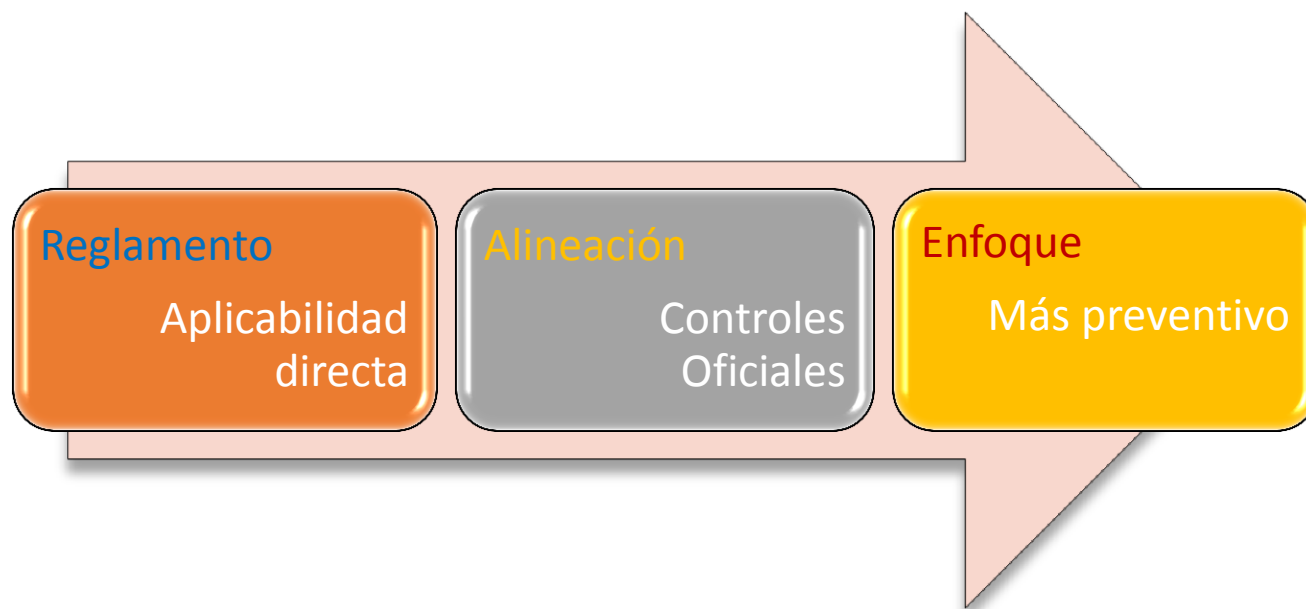 Reglamento
Aplicabilidad
directa
Alineación
Controles
Oficiales
Enfoque
Más preventivo